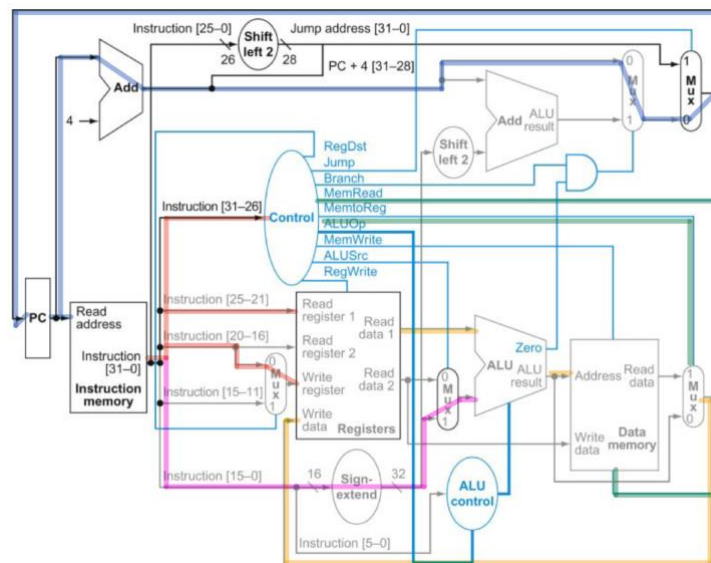 Instruction [25–0]
Jump address [31–0]
Shift
left 2
26
28
PC + 4 [31–28]
Add
4
0
M
u
x
1
1
M
u
x
0
Add
ALU
result
Shift
left 2
RegDst
Jump
Branch
MemRead
MemtoReg
ALUOp
MemWrite
ALUSrc
RegWrite
Instruction [31–26]
Control
PC
Read
address
Instruction
[31–0]
Instruction
memory
Instruction [25–21]
Instruction [20–16]
Instruction [15–11]
0
M
u
x
1
Read
register 1
Read
register 2
Write
register
Write
data
Read
data 1
Read
data 2
Registers
0
M
u
x
1
Zero
ALU
ALU
result
Address
Read
data
Write
data
Data
memory
1
M
u
x
0
Instruction [15–0]
16
Sign-
extend
32
ALU
control
Instruction [5–0]